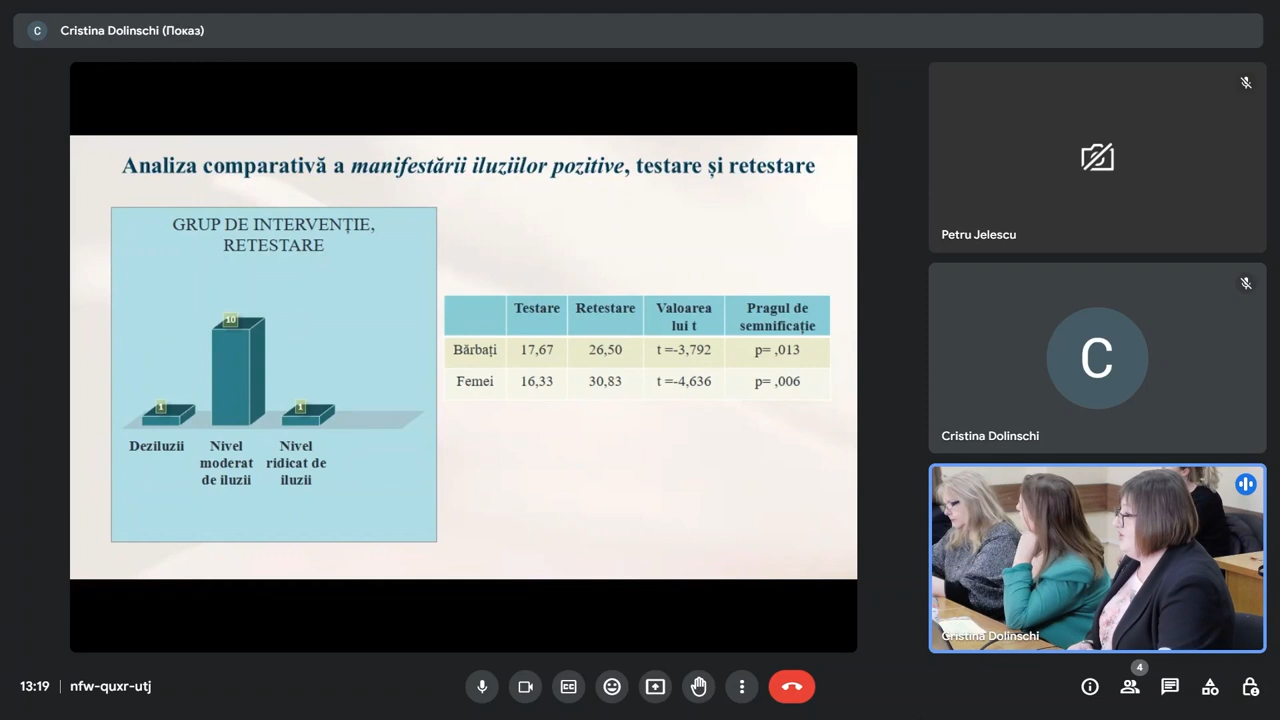 C
Cristina Dolinschi (Показ)
Analiza comparativă a manifestării iluziilor pozitive, testare și retestare
GRUP DE INTERVENȚIE,
RETESTARE
1
10
1
Deziluzii
Nivel
moderat
de iluzii
Nivel
ridicat de
iluzii
Testare
Retestare
Valoarea
lui t
Pragul de
semnificație
Bărbați 17,67 26,50 t =-3,792 p= ,013
Femei 16,33 30,83 t =-4,636 p= ,006
Petru Jelescu
C
Cristina Dolinschi
Cristina Dolinschi
13:19 | nfw-quxr-utj
4